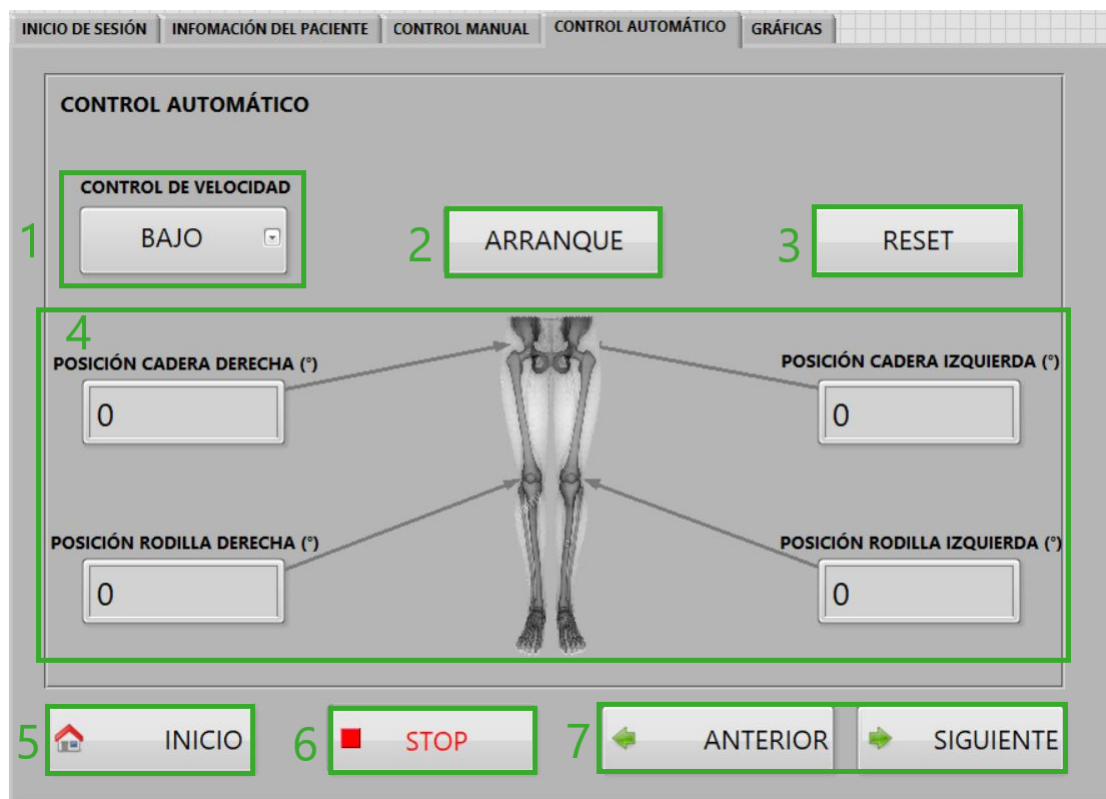 INICIO DE SESIÓN INFOMACIÓN DEL PACIENTE CONTROL MANUAL CONTROL AUTOMÁTICO GRÁFICAS
CONTROL AUTOMÁTICO
CONTROL DE VELOCIDAD
1 BAJO 2 ARRANQUE 3 RESET
4
POSICIÓN CADERA DERECHA (°) POSICIÓN CADERA IZQUIERDA (°)
0 0
POSICIÓN RODILLA DERECHA (°) POSICIÓN RODILLA IZQUIERDA (°)
0 0
5 INICIO 6 STOP 7 ANTERIOR SIGUIENTE